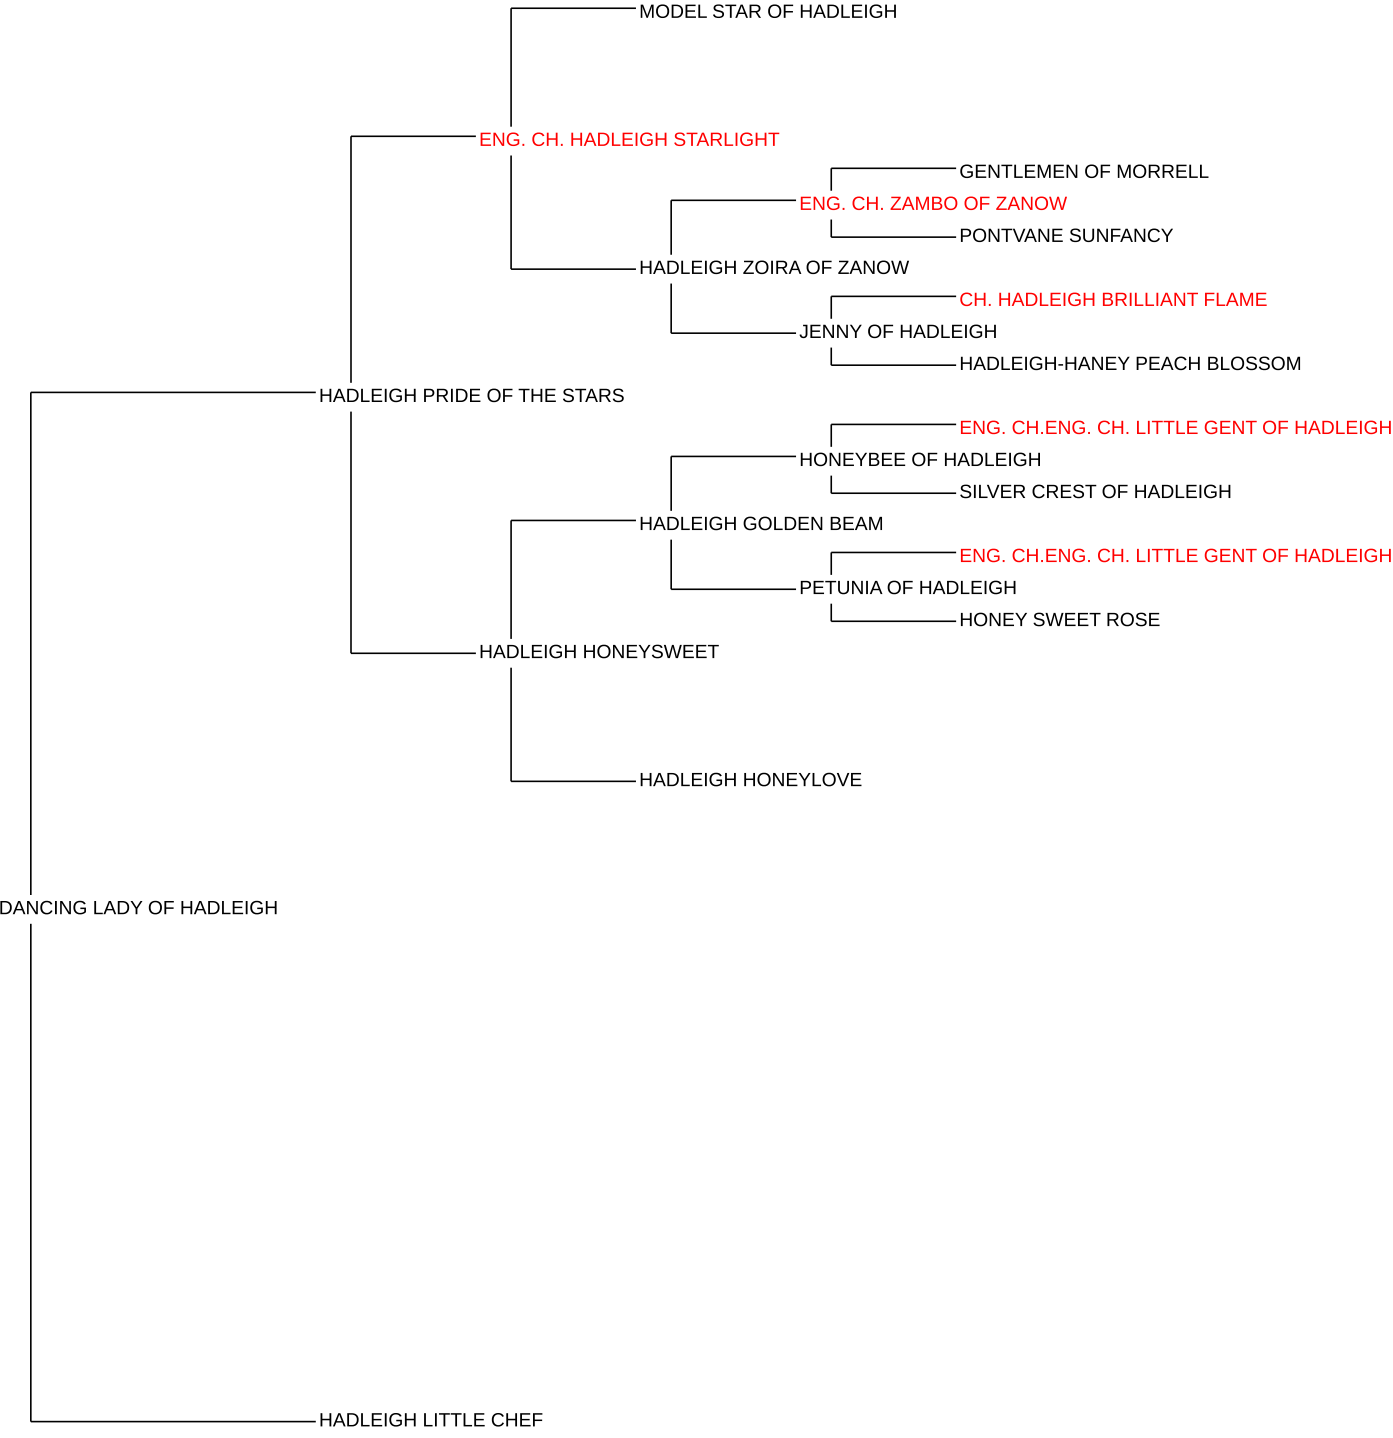 MODEL STAR OF HADLEIGH
ENG. CH. HADLEIGH STARLIGHT
GENTLEMEN OF MORRELL
ENG. CH. ZAMBO OF ZANOW
PONTVANE SUNFANCY
HADLEIGH ZOIRA OF ZANOW
CH. HADLEIGH BRILLIANT FLAME
JENNY OF HADLEIGH
HADLEIGH-HANEY PEACH BLOSSOM
HADLEIGH PRIDE OF THE STARS
ENG. CH.ENG. CH. LITTLE GENT OF HADLEIGH
HONEYBEE OF HADLEIGH
SILVER CREST OF HADLEIGH
HADLEIGH GOLDEN BEAM
ENG. CH.ENG. CH. LITTLE GENT OF HADLEIGH
PETUNIA OF HADLEIGH
HONEY SWEET ROSE
HADLEIGH HONEYSWEET
HADLEIGH HONEYLOVE
DANCING LADY OF HADLEIGH
HADLEIGH LITTLE CHEF